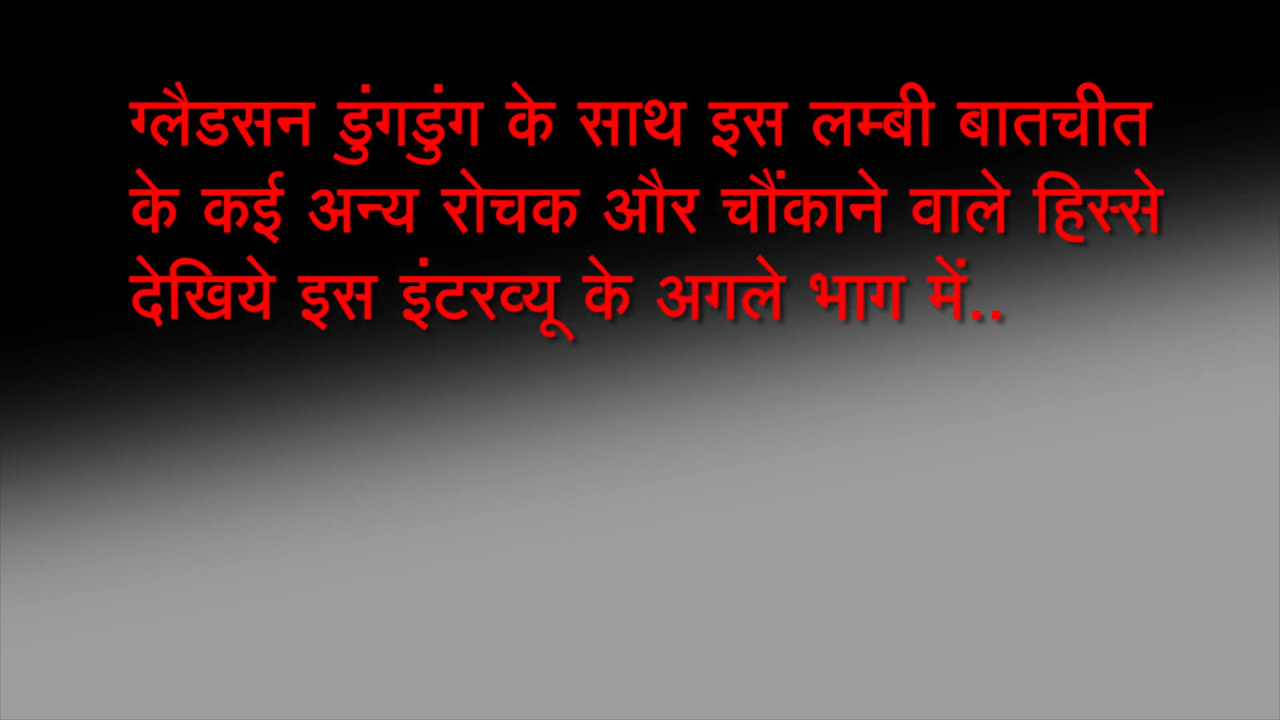 ग्लैडसन डुंगडुंग के साथ इस लम्बी बातचीत
के कई अन्य रोचक और चौंकाने वाले हिस्से
देखिये इस इंटरव्यू के अगले भाग में..